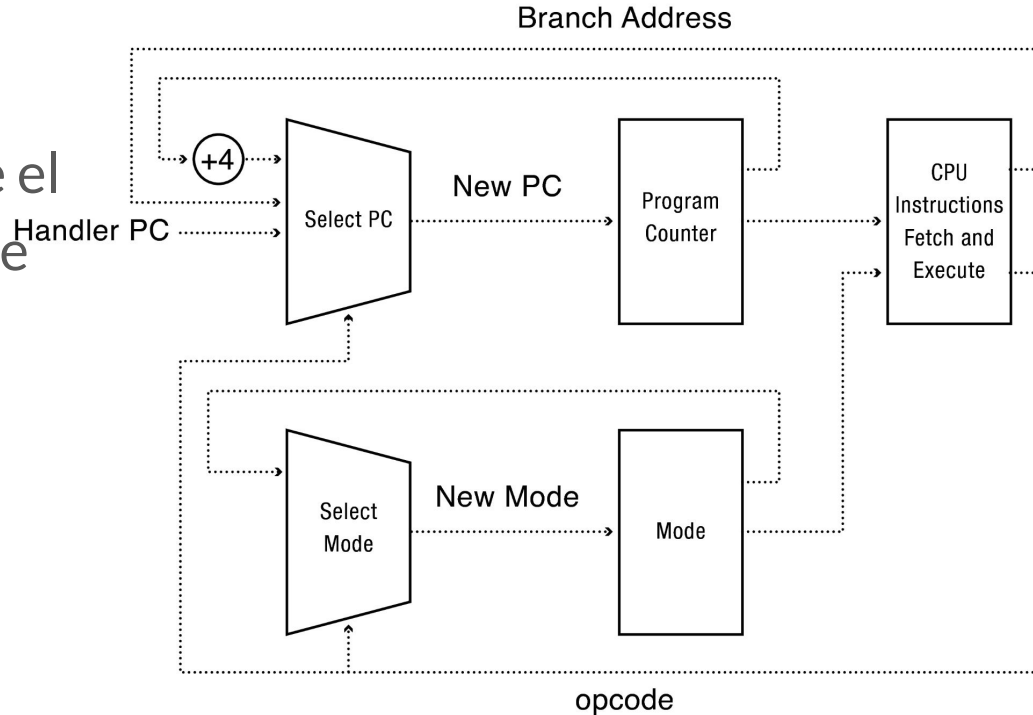 Branch Address
+4
e el
Handler PC
e
Select PC
New PC
Program
Counter
CPU
Instructions
Fetch and
Execute
Select
Mode
New Mode
Mode
opcode